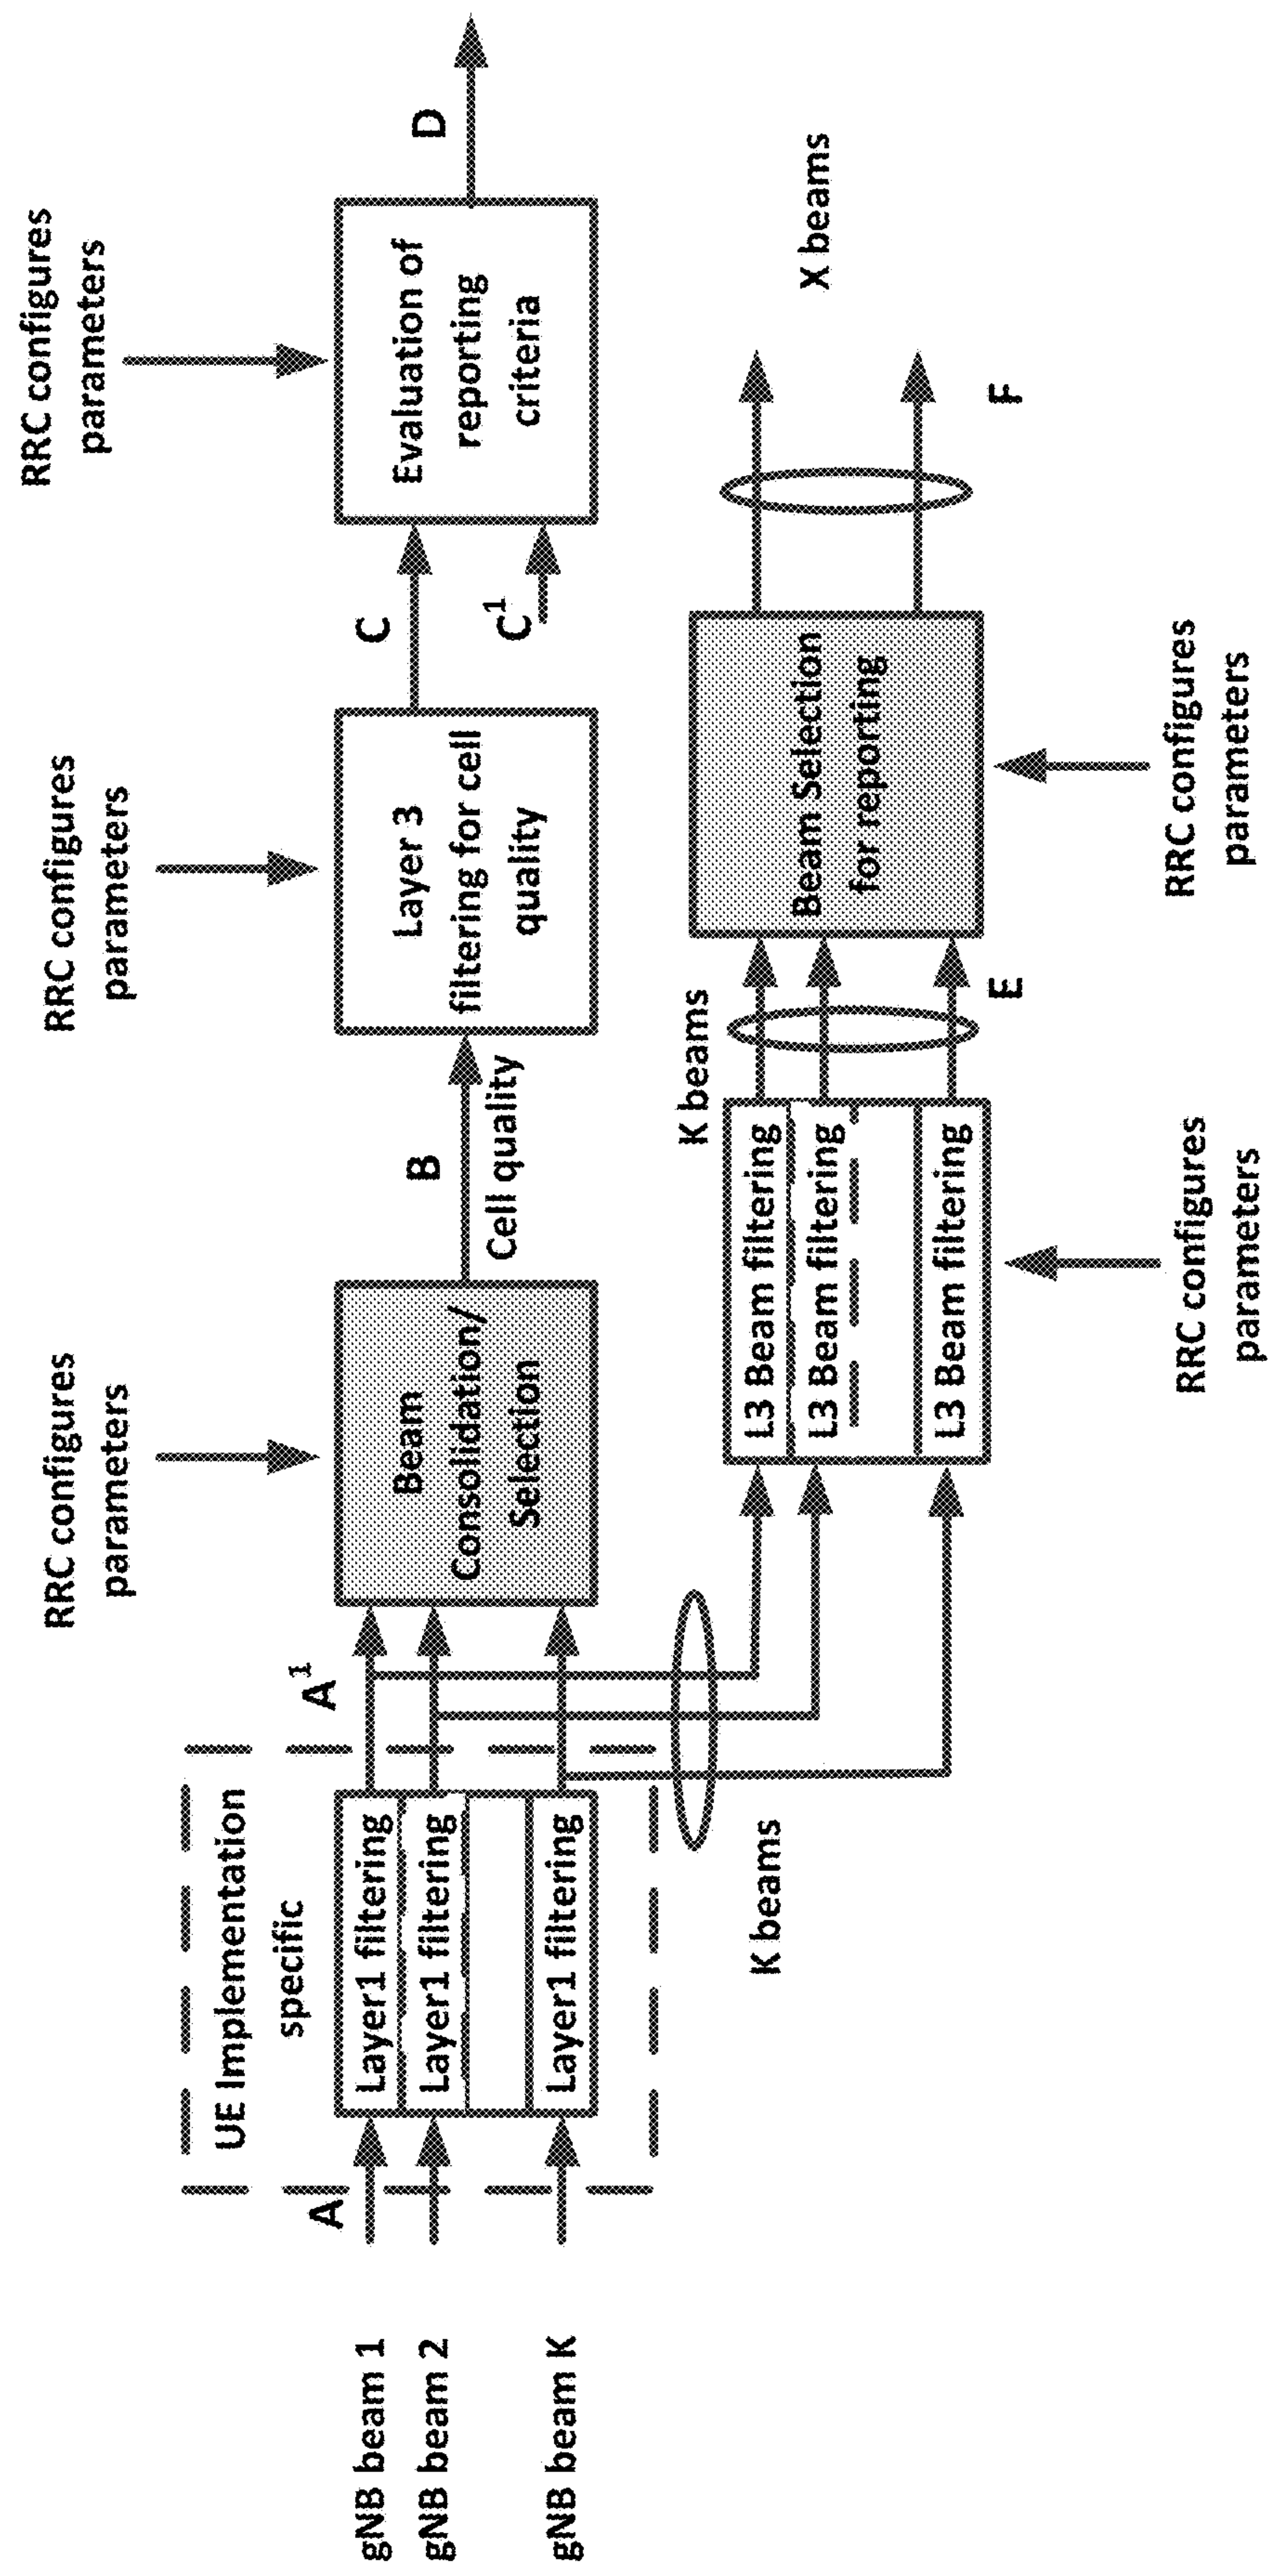 RRC configures
parameters
RRC configures
parameters
RRC configures
parameters
UE Implementation
specific
A
A1
B
Cell quality
C
C1
D
gNB beam 1
gNB beam 2
gNB beam K
Layer1 filtering
Layer1 filtering
Layer1 filtering
Beam
Consolidation/
Selection
Layer 3
filtering for cell
quality
Evaluation of
reporting
criteria
K beams
K beams
L3 Beam filtering
L3 Beam filtering
L3 Beam filtering
E
Beam Selection
for reporting
F
X beams
RRC configures
parameters
RRC configures
parameters